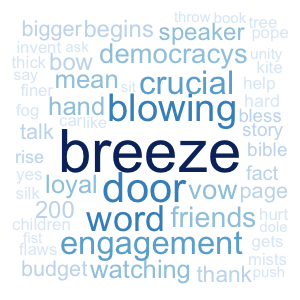 throw book tree
bigger begins speaker pope
invent ask democracys unity
thick bow kite
say mean sit crucial help
finer hand blowing hard
fog car like bless
talk story
breeze bible
rise
yes loyal door vow fact
silk page
200 word friends
children hurt
fist engagement dole
flaws gets
budget watching thank mists
push